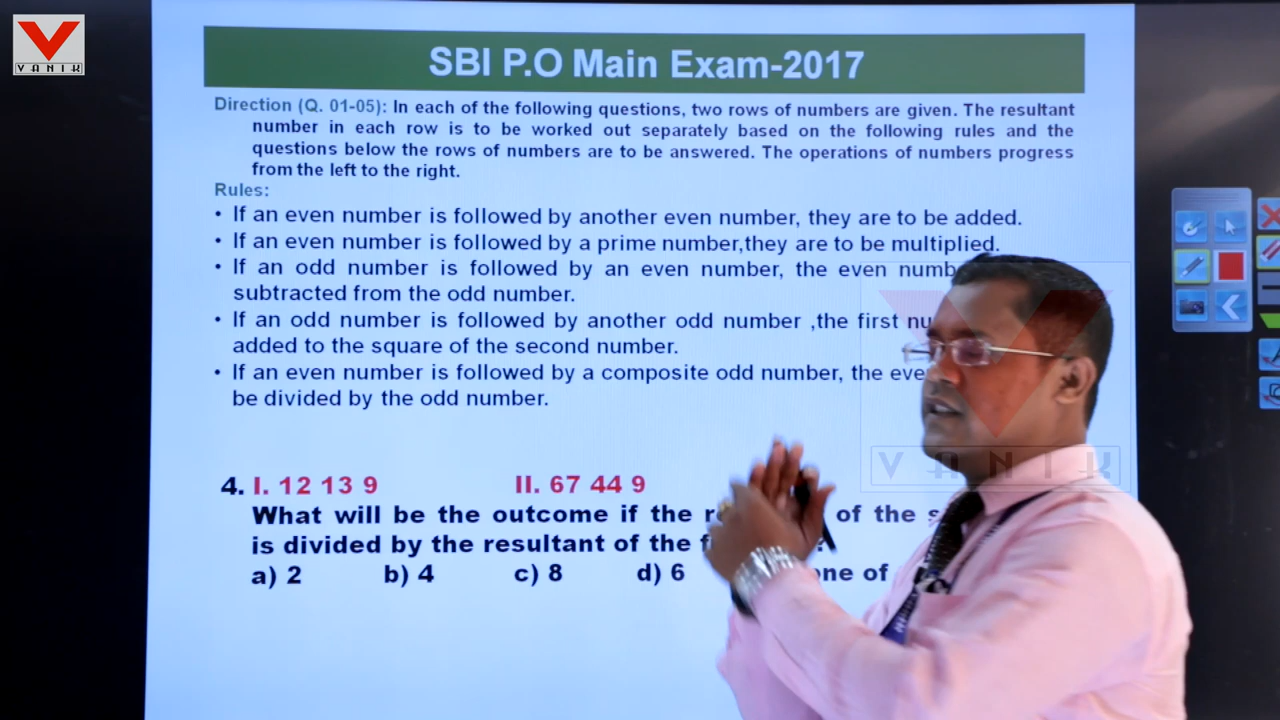 VANIK
SBI P.O Main Exam-2017
Direction (Q. 01-05): In each of the following questions, two rows of numbers are given. The resultant
number in each row is to be worked out separately based on the following rules and the
questions below the rows of numbers are to be answered. The operations of numbers progress
from the left to the right.
Rules:
• If an even number is followed by another even number, they are to be added.
• If an even number is followed by a prime number,they are to be multiplied.
• If an odd number is followed by an even number, the even numb
subtracted from the odd number.
• If an odd number is followed by another odd number ,the first nu
added to the square of the second number.
• If an even number is followed by a composite odd number, the eve
be divided by the odd number.
VANIK
4. I. 12 13 9 II. 67 44 9
What will be the outcome if the r of the s
is divided by the resultant of the f ?
a) 2 b) 4 c) 8 d) 6 one of